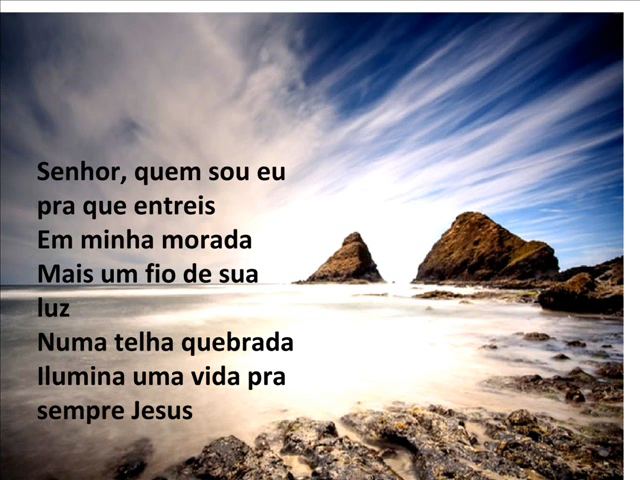 Senhor, quem sou eu
pra que entreis
Em minha morada
Mais um fio de sua
luz
Numa telha quebrada
Ilumina uma vida pra
sempre Jesus